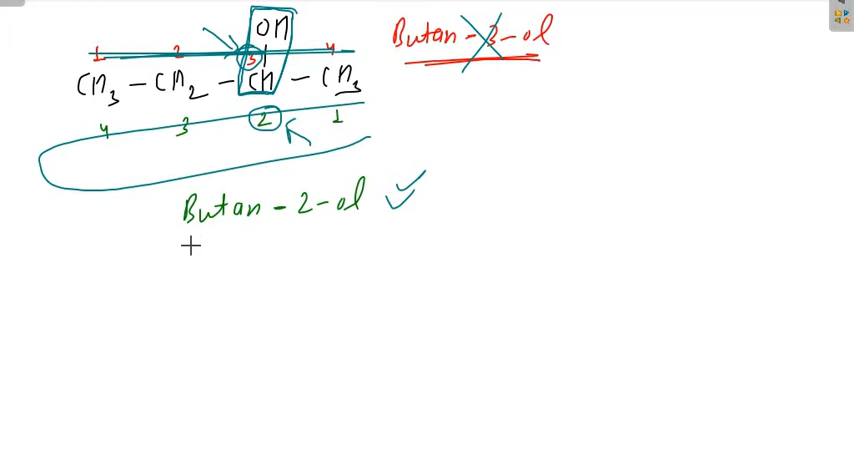 OH
Butan - 3 - ol
1 2 3 4
CH3 - CH2 - CH - CH3
4 3 2 1
Butan - 2 - ol